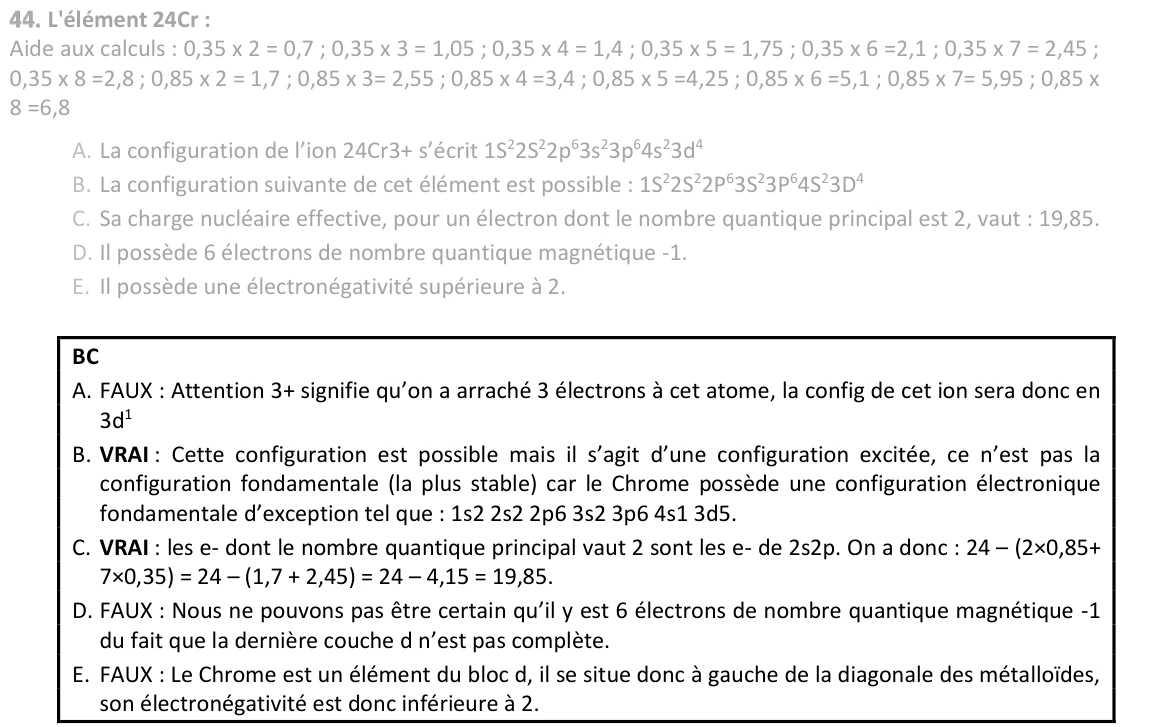 44. L'élément 24Cr :
Aide aux calculs : 0,35 x 2 = 0,7 ; 0,35 x 3 = 1,05 ; 0,35 x 4 = 1,4 ; 0,35 x 5 = 1,75 ; 0,35 x 6 =2,1 ; 0,35 x 7 = 2,45 ;
0,35 x 8 =2,8 ; 0,85 x 2 = 1,7 ; 0,85 x 3= 2,55 ; 0,85 x 4 =3,4 ; 0,85 x 5 =4,25 ; 0,85 x 6 =5,1 ; 0,85 x 7= 5,95 ; 0,85 x
8 =6,8
A. La configuration de l’ion 24Cr3+ s’écrit 1S²2S²2p⁶3s²3p⁶4s²3d⁴
B. La configuration suivante de cet élément est possible : 1S²2S²2P⁶3S²3P⁶4S²3D⁴
C. Sa charge nucléaire effective, pour un électron dont le nombre quantique principal est 2, vaut : 19,85.
D. Il possède 6 électrons de nombre quantique magnétique -1.
E. Il possède une électronégativité supérieure à 2.
BC
A. FAUX : Attention 3+ signifie qu’on a arraché 3 électrons à cet atome, la config de cet ion sera donc en
3d¹
B. VRAI : Cette configuration est possible mais il s’agit d’une configuration excitée, ce n’est pas la
configuration fondamentale (la plus stable) car le Chrome possède une configuration électronique
fondamentale d’exception tel que : 1s2 2s2 2p6 3s2 3p6 4s1 3d5.
C. VRAI : les e- dont le nombre quantique principal vaut 2 sont les e- de 2s2p. On a donc : 24 – (2×0,85+
7×0,35) = 24 – (1,7 + 2,45) = 24 – 4,15 = 19,85.
D. FAUX : Nous ne pouvons pas être certain qu’il y est 6 électrons de nombre quantique magnétique -1
du fait que la dernière couche d n’est pas complète.
E. FAUX : Le Chrome est un élément du bloc d, il se situe donc à gauche de la diagonale des métalloïdes,
son électronégativité est donc inférieure à 2.